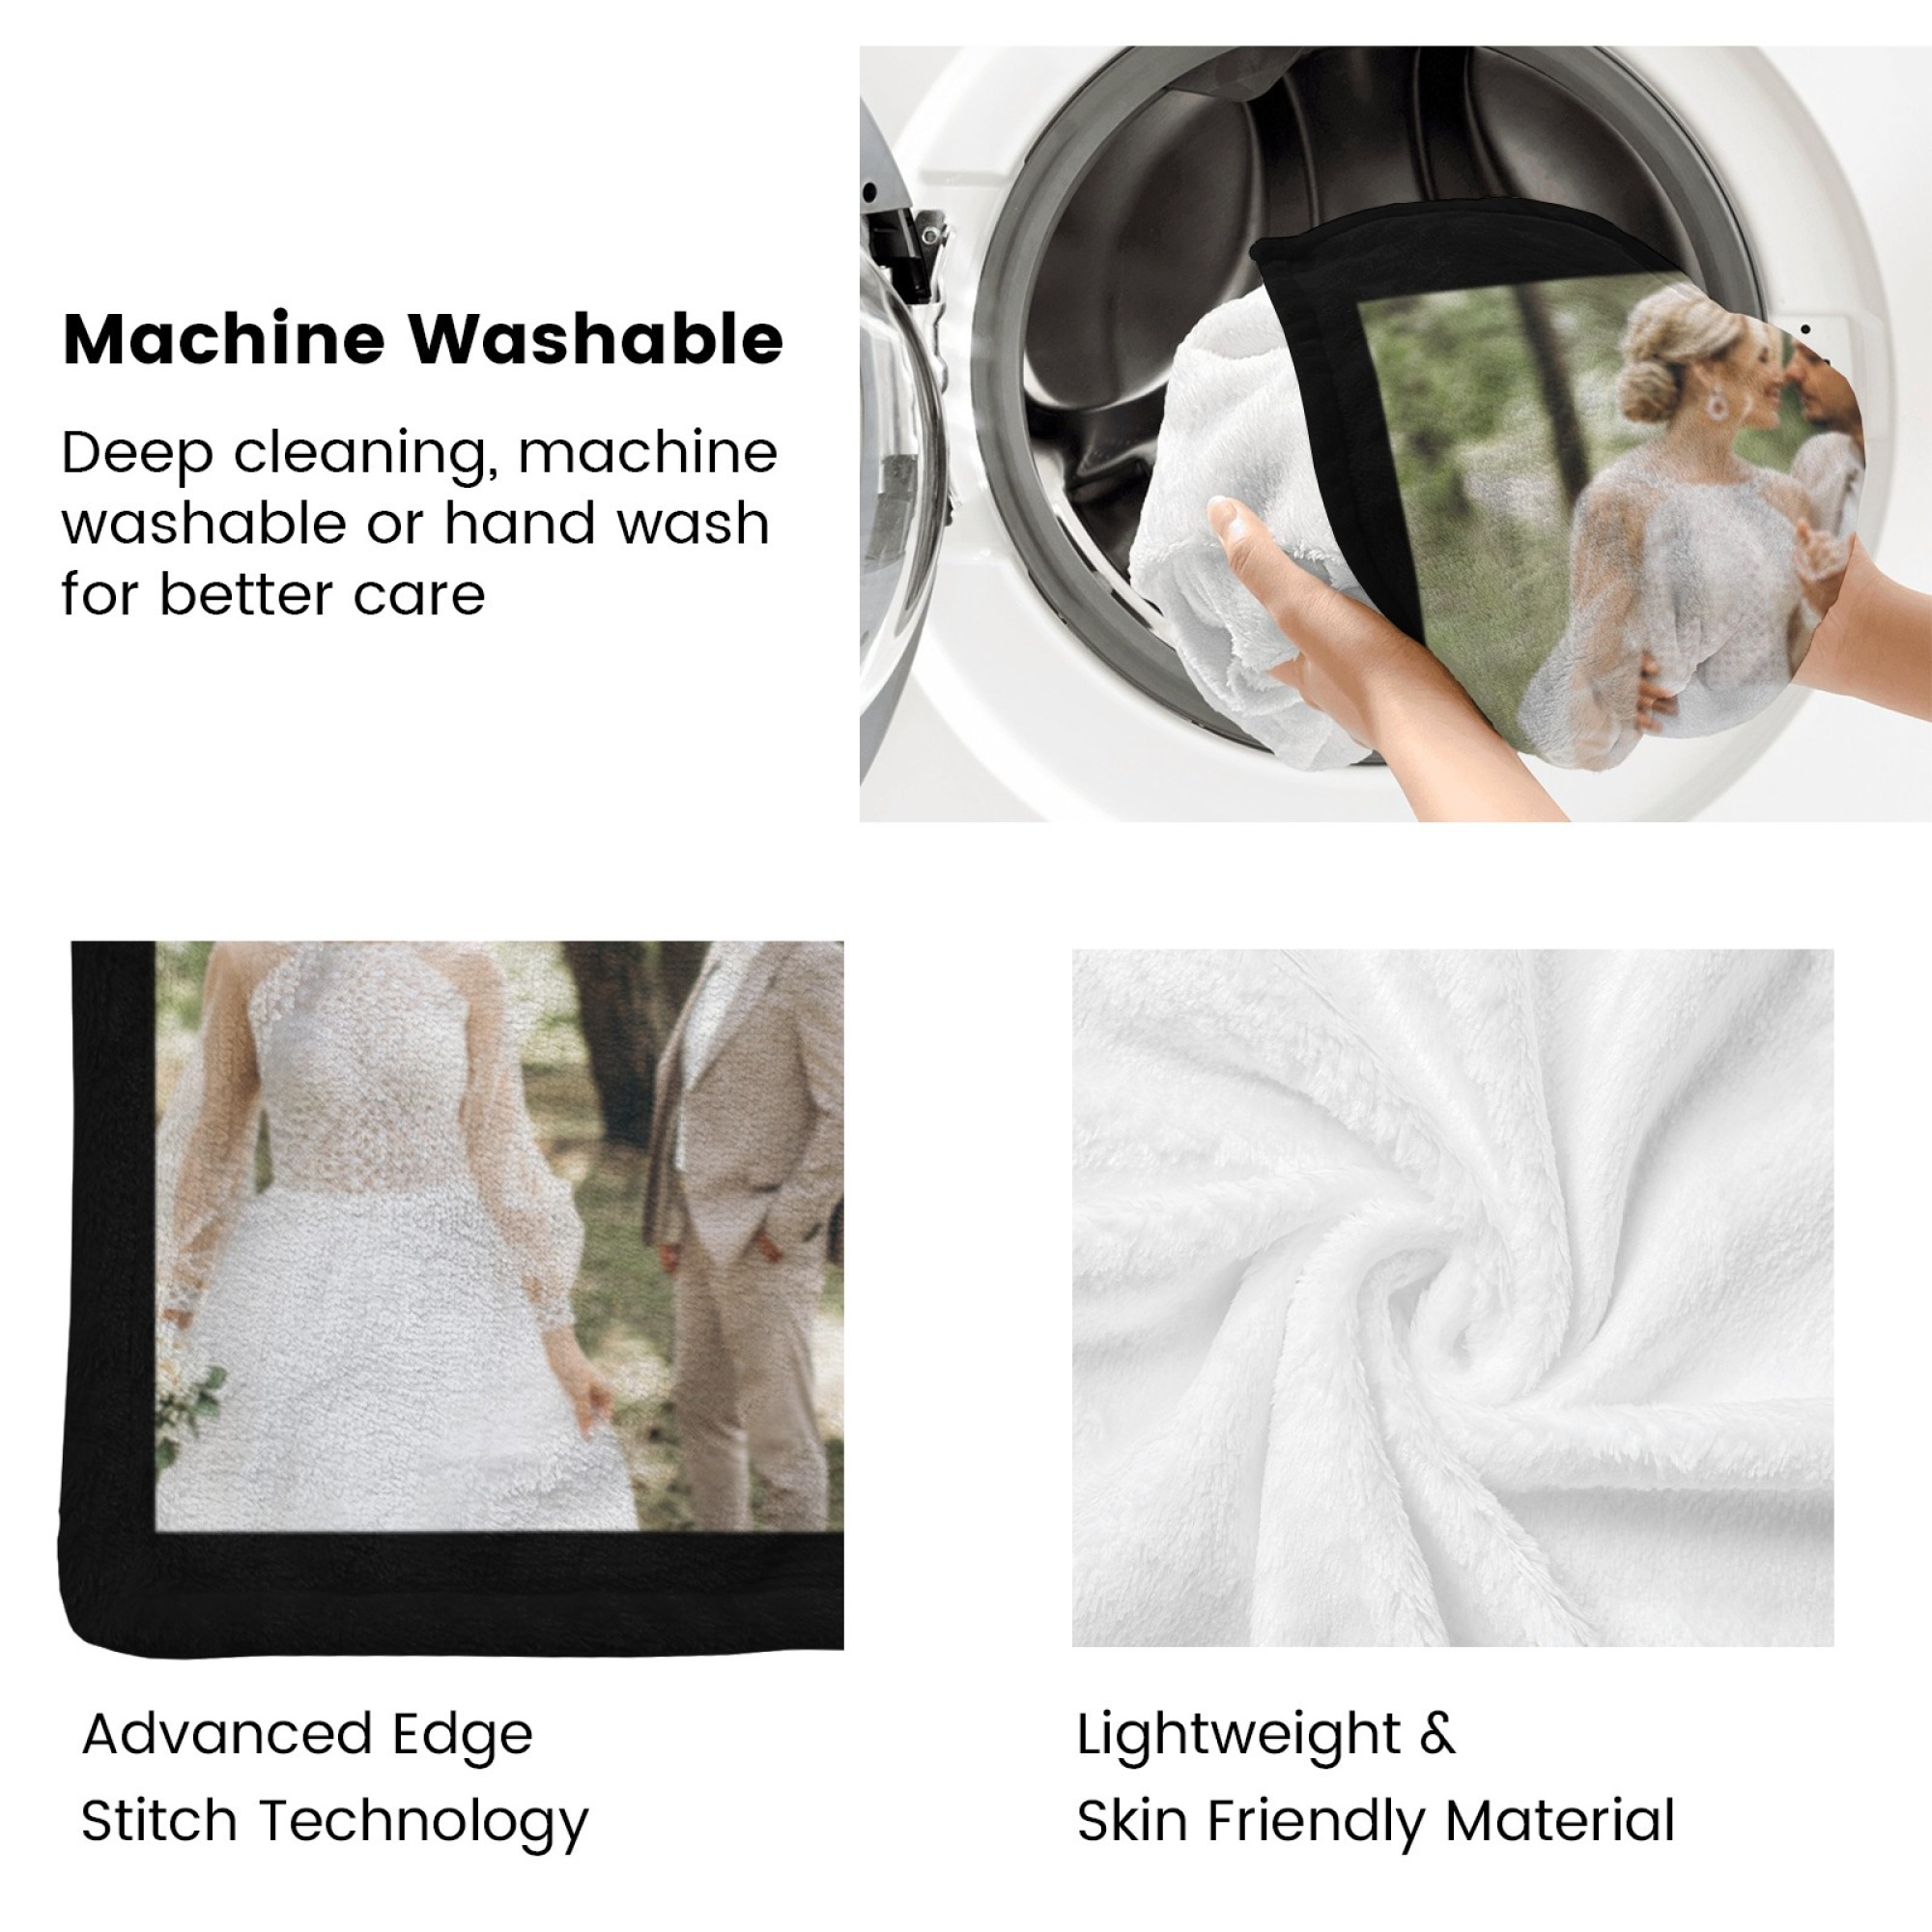 Machine Washable
Deep cleaning, machine
washable or hand wash
for better care
Advanced Edge
Stitch Technology
Lightweight &
Skin Friendly Material